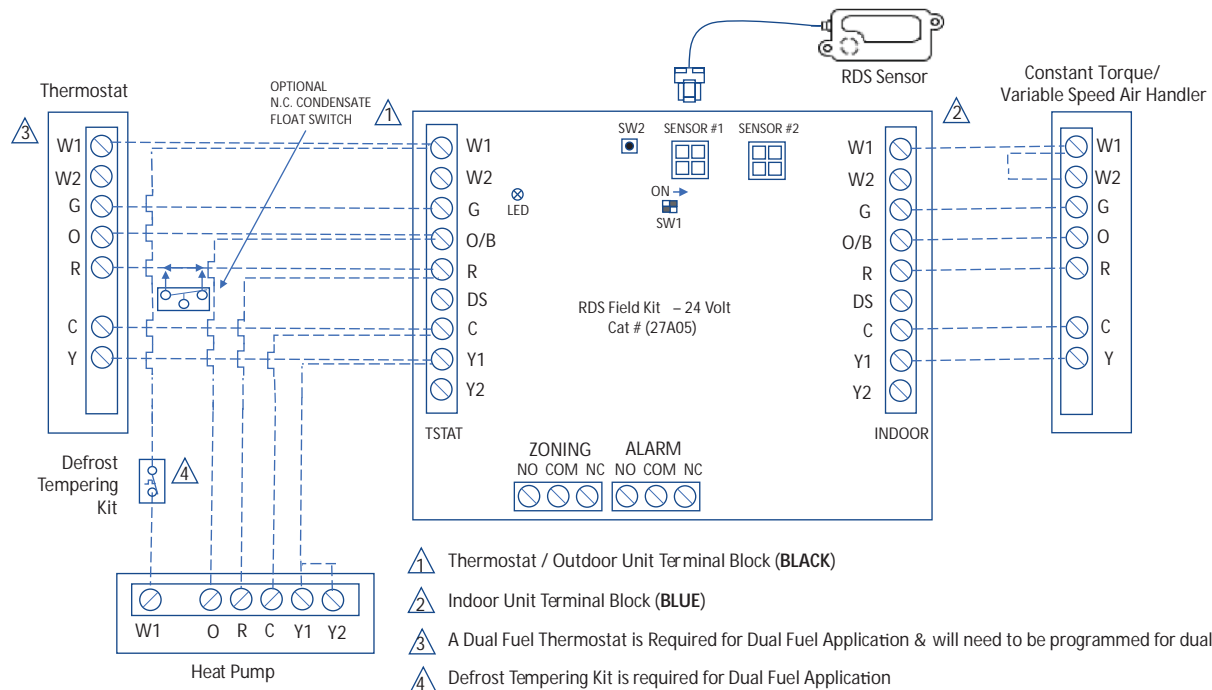 RDS Sensor
Constant Torque/
Variable Speed Air Handler
Thermostat
OPTIONAL
N.C. CONDENSATE
FLOAT SWITCH
3
1
2
W1
W2
G
O
R
C
Y
W1
W2
G
O/B
R
DS
C
Y1
Y2
TSTAT
LED
SW2
SENSOR #1
SENSOR #2
ON
SW1
RDS Field Kit – 24 Volt
Cat # (27A05)
W1
W2
G
O/B
R
DS
C
Y1
Y2
INDOOR
W1
W2
G
O
R
C
Y
ZONING
NO COM NC
ALARM
NO COM NC
Defrost
Tempering
Kit
4
W1 O R C Y1 Y2
Heat Pump
1 Thermostat / Outdoor Unit Terminal Block (BLACK)
2 Indoor Unit Terminal Block (BLUE)
3 A Dual Fuel Thermostat is Required for Dual Fuel Application & will need to be programmed for dual
4 Defrost Tempering Kit is required for Dual Fuel Application